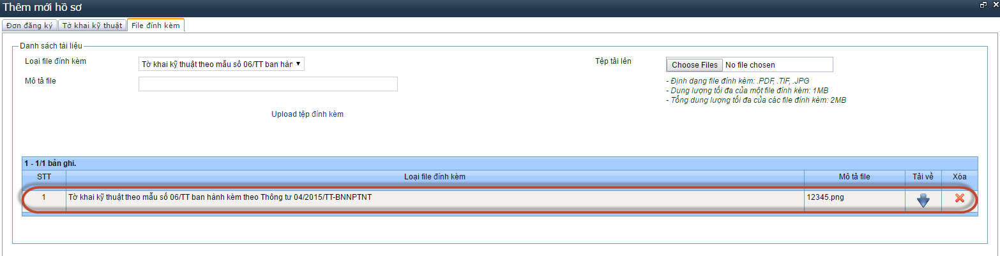 Thêm mới hồ sơ
Đơn đăng ký Tờ khai kỹ thuật File đính kèm
Danh sách tài liệu
Loại file đính kèm Tờ khai kỹ thuật theo mẫu số 06/TT ban hàn Tệp tải lên Choose Files No file chosen
Mô tả file
- Định dạng file đính kèm: .PDF, .TIF, .JPG
- Dung lượng tối đa của một file đính kèm: 1MB
- Tổng dung lượng tối đa của các file đính kèm: 2MB
Upload tệp đính kèm
1 - 1/1 bản ghi.
STT Loại file đính kèm Mô tả file Tải về Xóa
1 Tờ khai kỹ thuật theo mẫu số 06/TT ban hành kèm theo Thông tư 04/2015/TT-BNNPTNT 12345.png